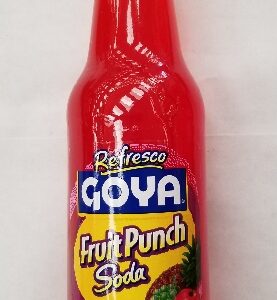 Refresco
GOYA
Fruit Punch
Soda